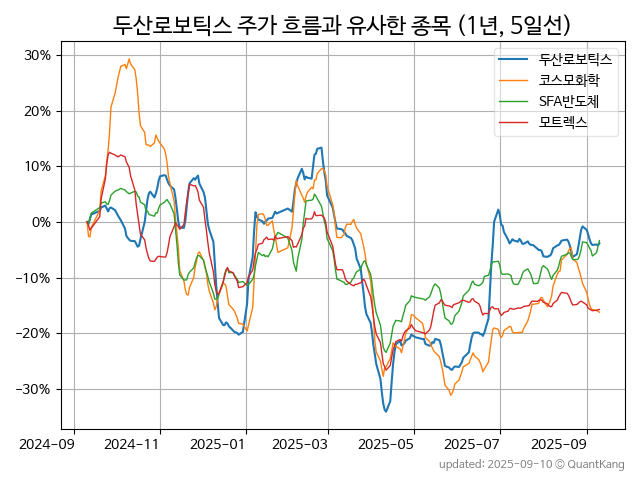 두산로보틱스 주가 흐름과 유사한 종목 (1년, 5일선)
두산로보틱스
코스모화학
SFA반도체
모트렉스
30%
20%
10%
0%
−10%
−20%
−30%
2024-09
2024-11
2025-01
2025-03
2025-05
2025-07
2025-09
updated: 2025-09-10 © QuantKang